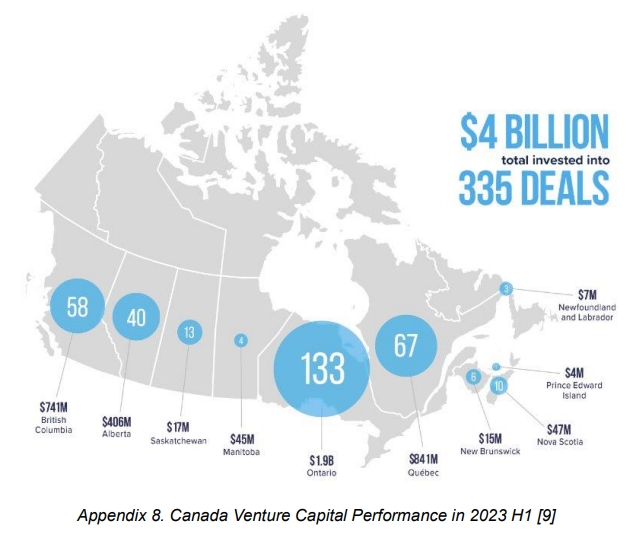 $4 BILLION
total invested into
335 DEALS
58
40
13
4
133
67
3
6
10
$7M
Newfoundland
and Labrador
$4M
Prince Edward
Island
$47M
Nova Scotia
$15M
New Brunswick
$841M
Québec
$1.9B
Ontario
$45M
Manitoba
$17M
Saskatchewan
$406M
Alberta
$741M
British
Columbia
Appendix 8. Canada Venture Capital Performance in 2023 H1 [9]